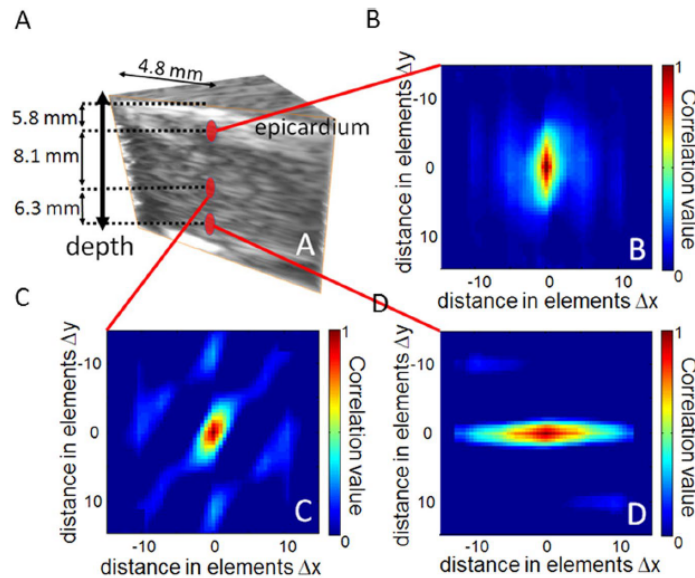 A
4.8 mm
5.8 mm
epicardium
8.1 mm
6.3 mm
depth
A
B
distance in elements Δy
-10
0
10
B
-10 0 10
distance in elements Δx
1
Correlation value
0
C
distance in elements Δy
-10
0
10
C
-10 0 10
distance in elements Δx
1
Correlation value
0
D
distance in elements Δy
-10
0
10
D
-10 0 10
distance in elements Δx
1
Correlation value
0